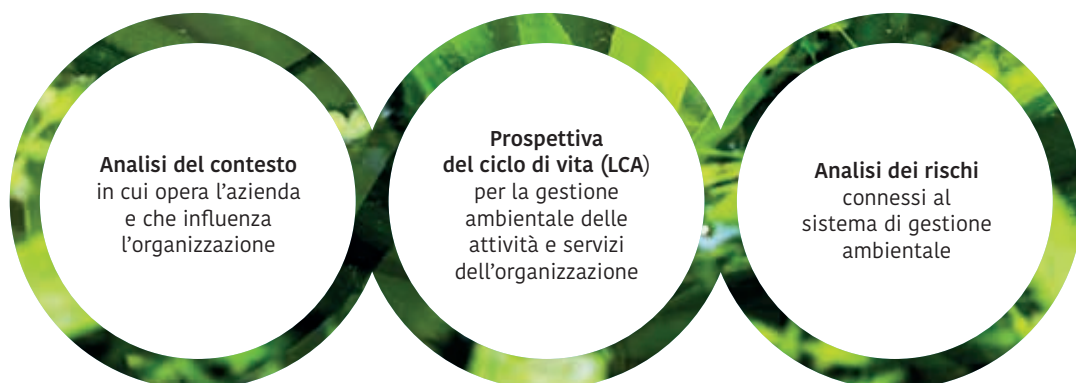 Analisi del contesto
in cui opera l’azienda
e che influenza
l’organizzazione
Prospettiva
del ciclo di vita (LCA)
per la gestione
ambientale delle
attività e servizi
dell’organizzazione
Analisi dei rischi
connessi al
sistema di gestione
ambientale